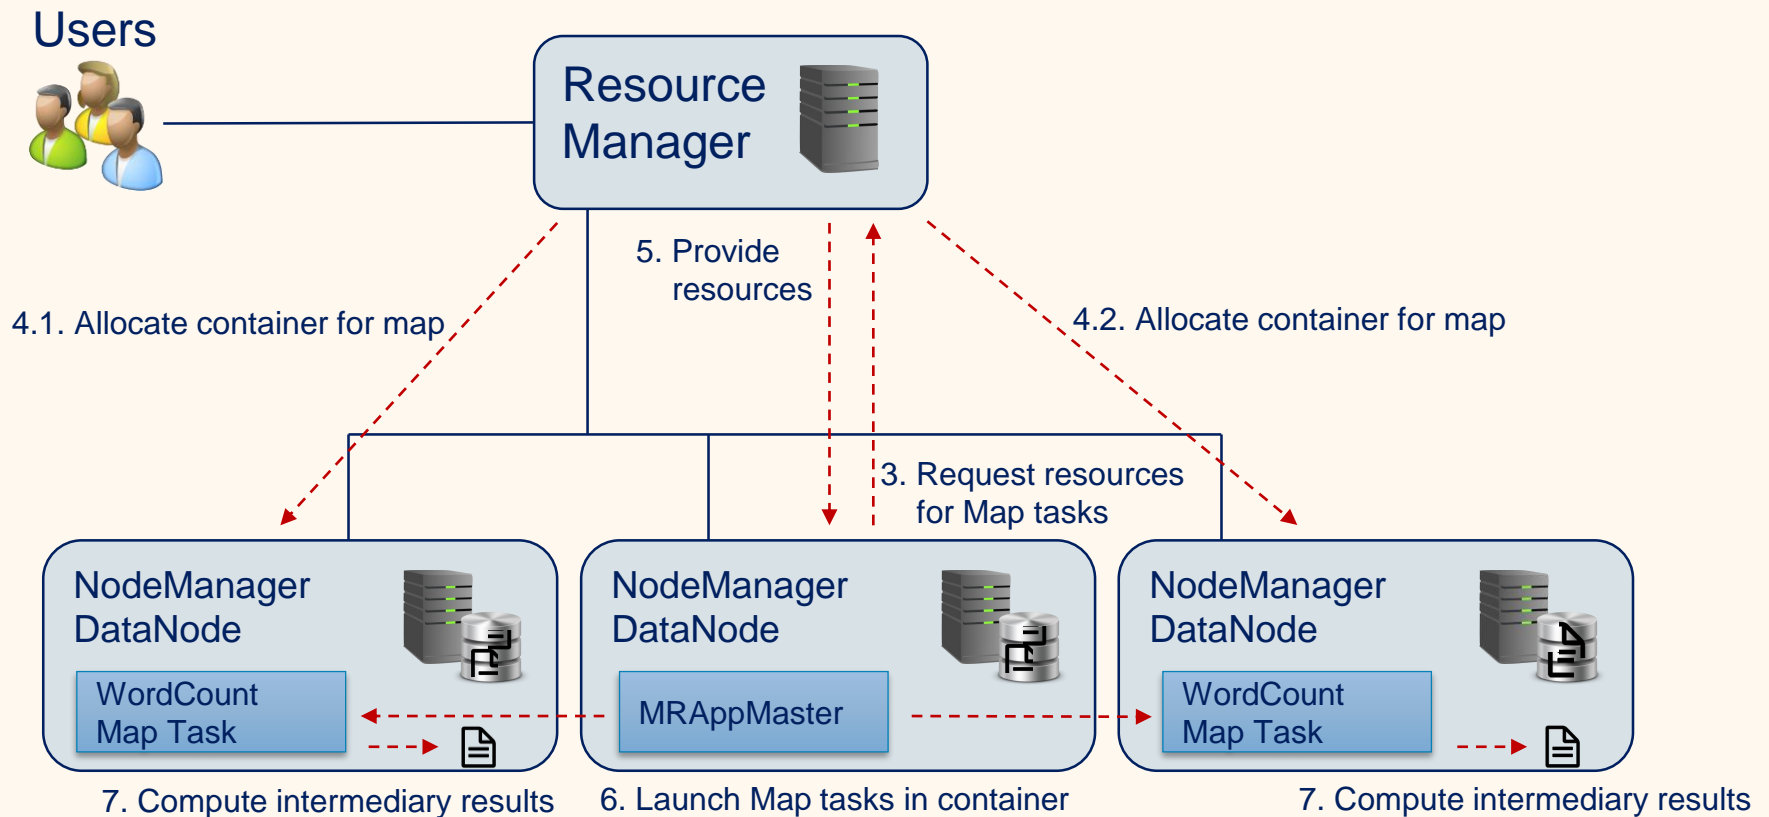 Users
Resource
Manager
5. Provide
resources
4.1. Allocate container for map
4.2. Allocate container for map
3. Request resources
for Map tasks
NodeManager
DataNode
WordCount
Map Task
NodeManager
DataNode
MRAppMaster
NodeManager
DataNode
WordCount
Map Task
7. Compute intermediary results
6. Launch Map tasks in container
7. Compute intermediary results